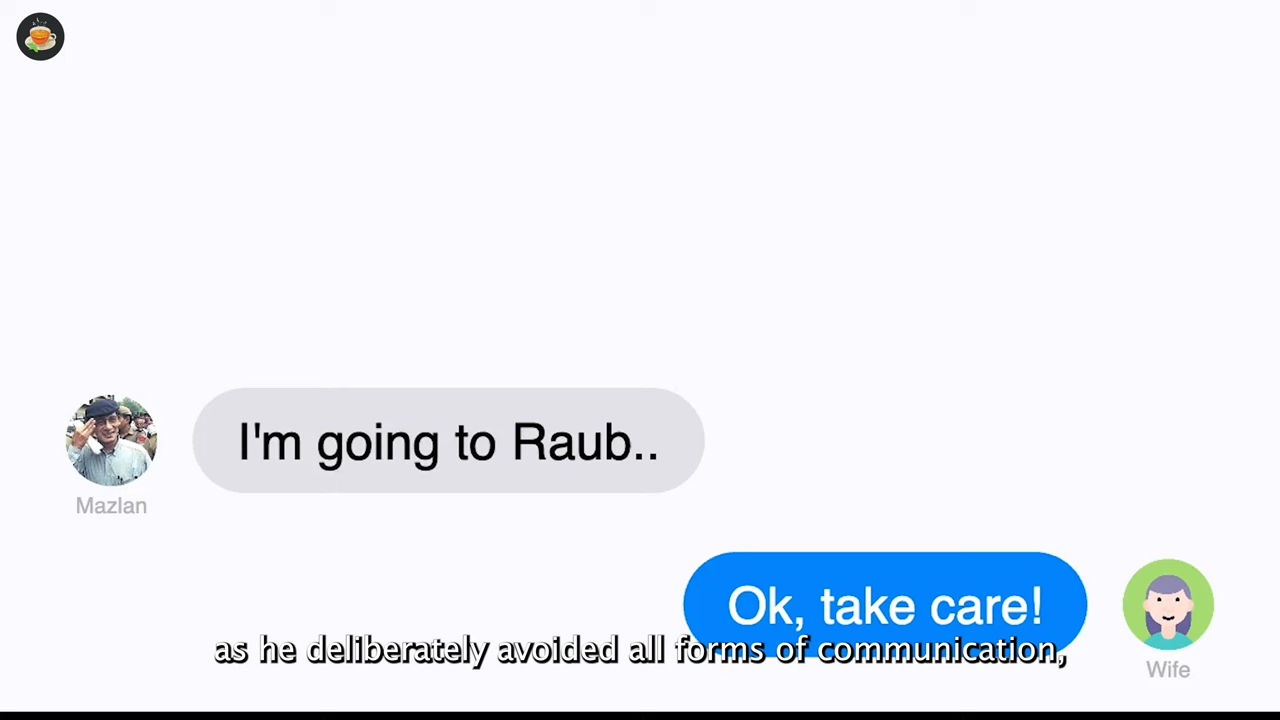 I'm going to Raub..
Mazlan
Ok, take care!
as he deliberately avoided all forms of communication,
Wife